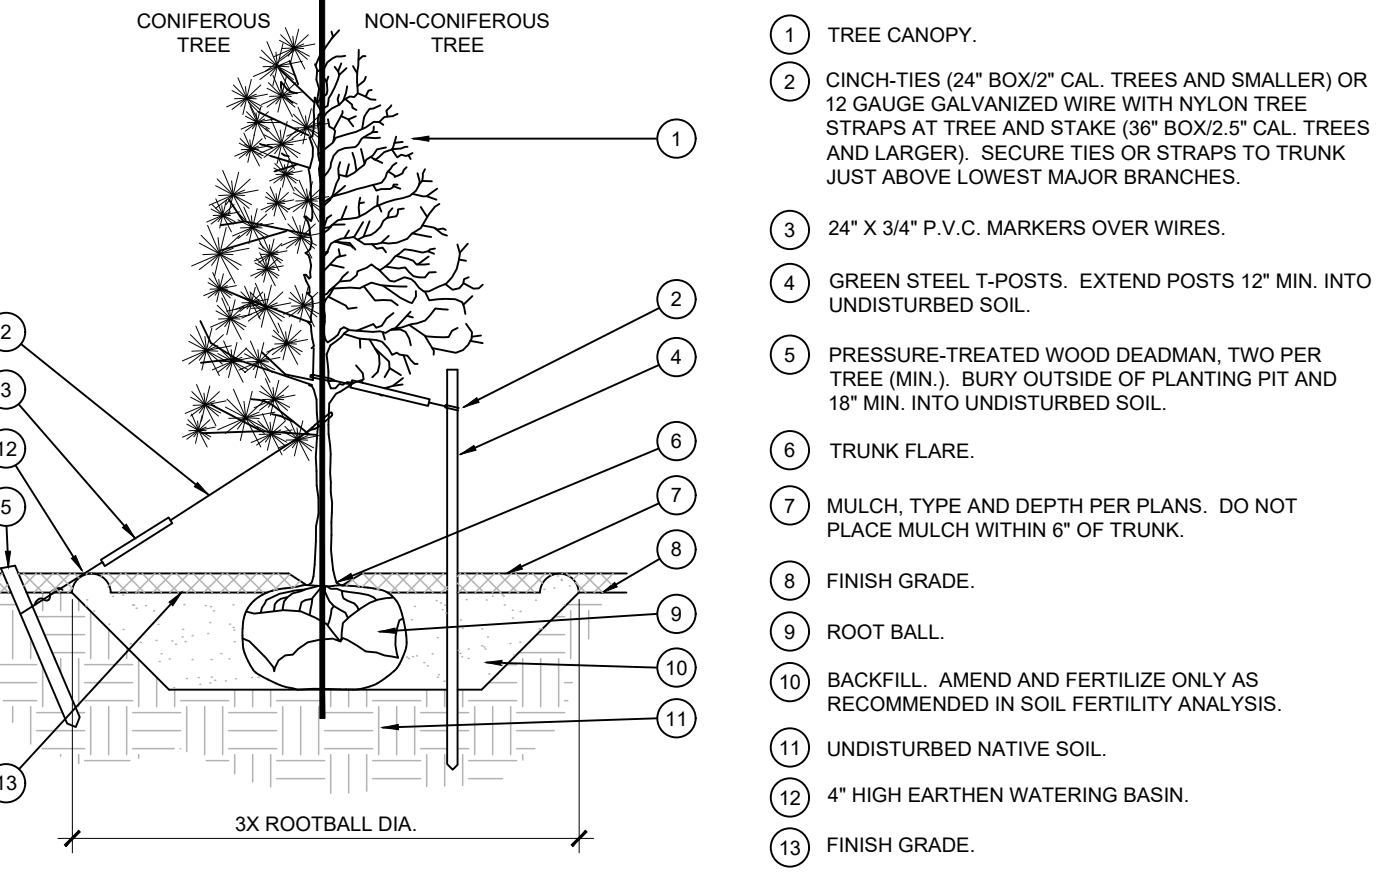 CONIFEROUS
TREE
NON-CONIFEROUS
TREE
1
2
4
6
7
8
9
10
11
2
3
12
5
13
3X ROOTBALL DIA.
1 TREE CANOPY.
2 CINCH-TIES (24" BOX/2" CAL. TREES AND SMALLER) OR
12 GAUGE GALVANIZED WIRE WITH NYLON TREE
STRAPS AT TREE AND STAKE (36" BOX/2.5" CAL. TREES
AND LARGER).  SECURE TIES OR STRAPS TO TRUNK
JUST ABOVE LOWEST MAJOR BRANCHES.
3 24" X 3/4" P.V.C. MARKERS OVER WIRES.
4 GREEN STEEL T-POSTS.  EXTEND POSTS 12" MIN. INTO
UNDISTURBED SOIL.
5 PRESSURE-TREATED WOOD DEADMAN, TWO PER
TREE (MIN.).  BURY OUTSIDE OF PLANTING PIT AND
18" MIN. INTO UNDISTURBED SOIL.
6 TRUNK FLARE.
7 MULCH, TYPE AND DEPTH PER PLANS.  DO NOT
PLACE MULCH WITHIN 6" OF TRUNK.
8 FINISH GRADE.
9 ROOT BALL.
10 BACKFILL.  AMEND AND FERTILIZE ONLY AS
RECOMMENDED IN SOIL FERTILITY ANALYSIS.
11 UNDISTURBED NATIVE SOIL.
12 4" HIGH EARTHEN WATERING BASIN.
13 FINISH GRADE.